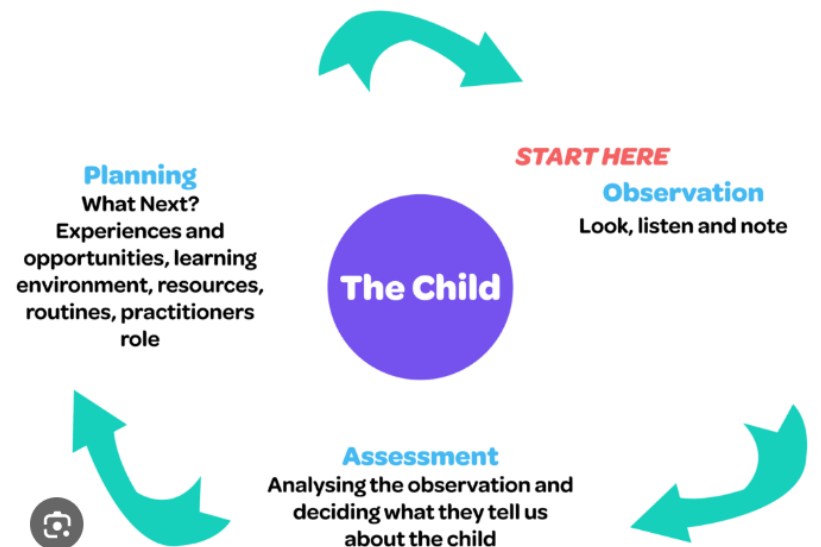 START HERE
Observation
Look, listen and note
The Child
Assessment
Analysing the observation and
deciding what they tell us
about the child
Planning
What Next?
Experiences and
opportunities, learning
environment, resources,
routines, practitioners
role